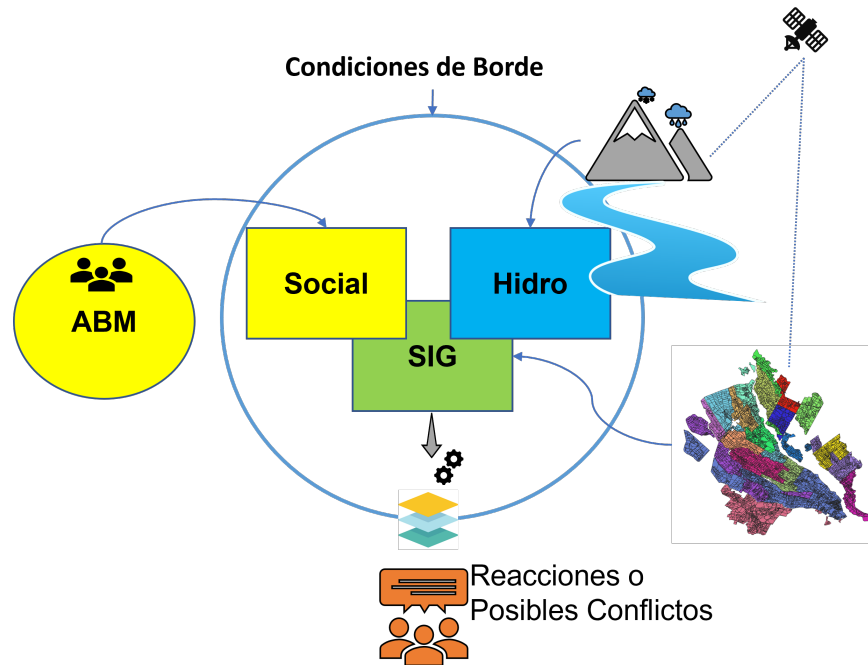 Condiciones de Borde
Social
Hidro
ABM
SIG
Reacciones o
Posibles Conflictos